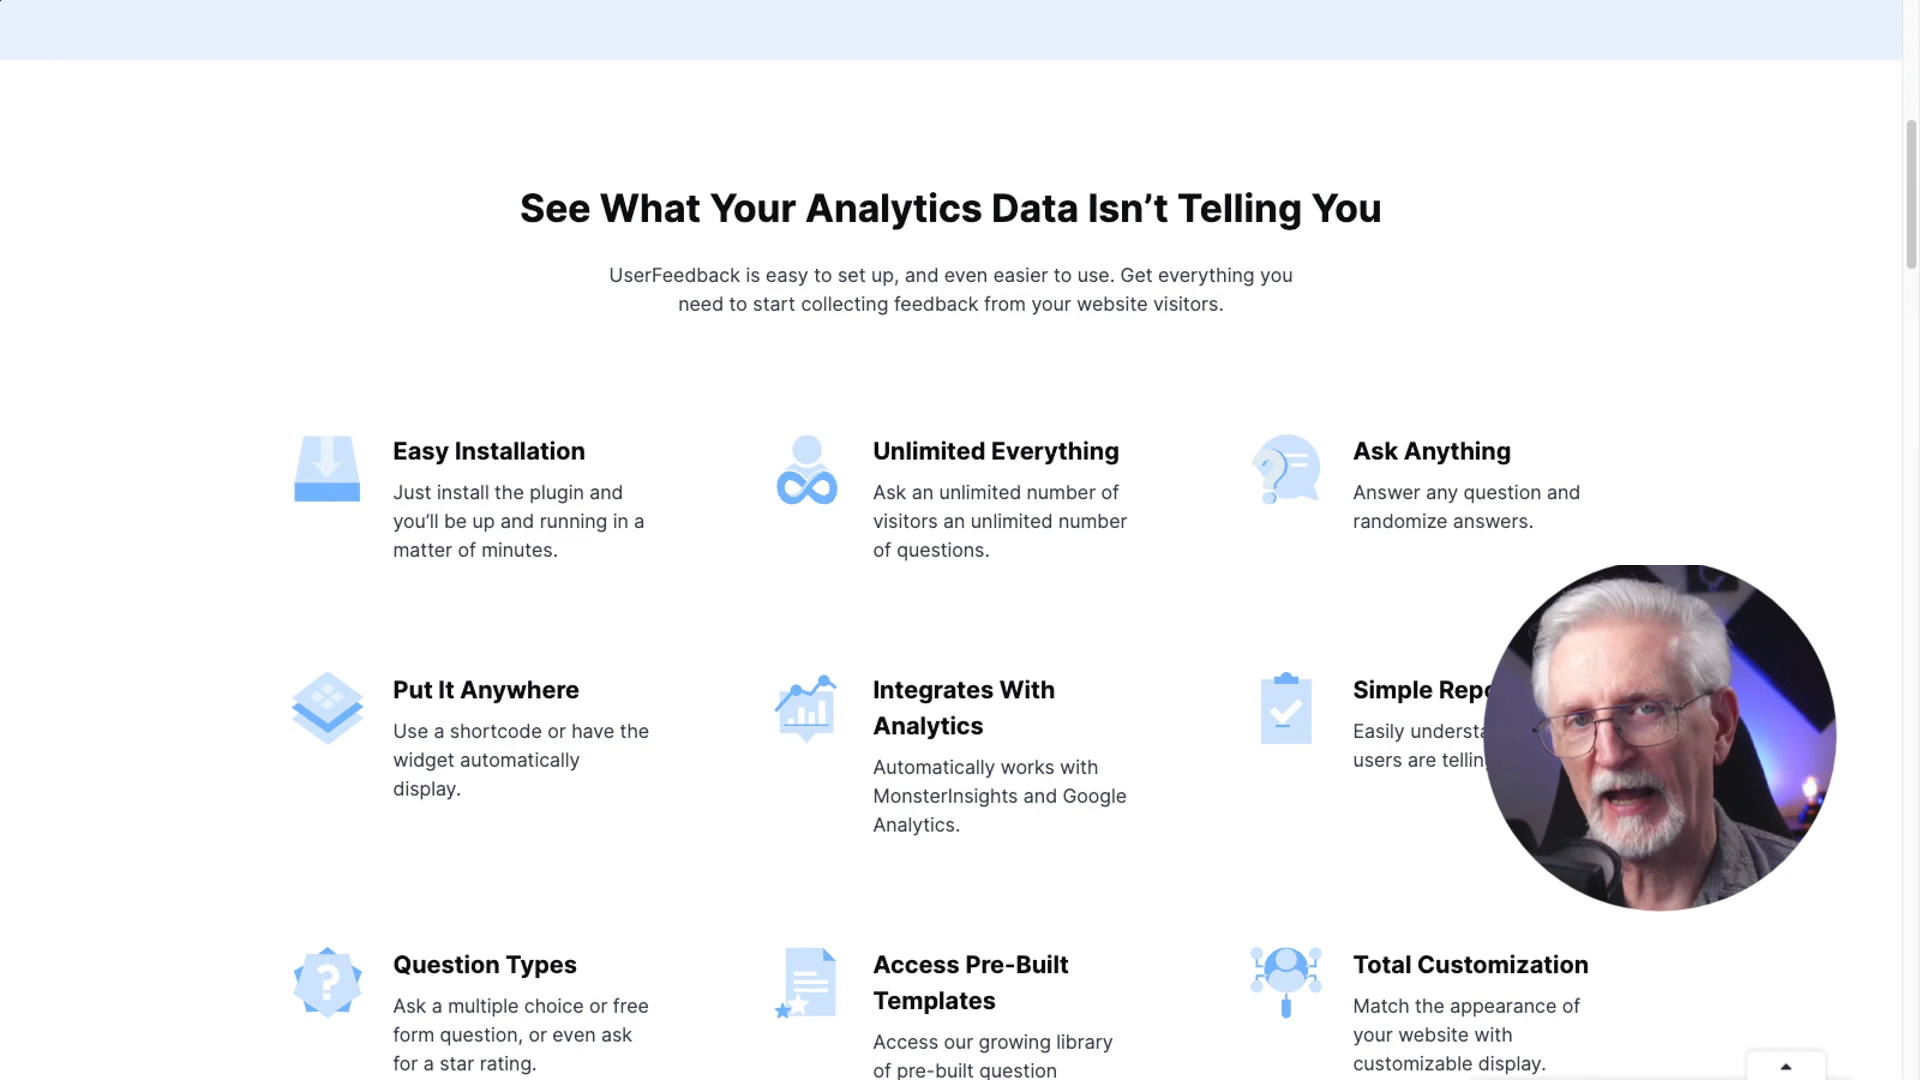 See What Your Analytics Data Isn’t Telling You
UserFeedback is easy to set up, and even easier to use. Get everything you
need to start collecting feedback from your website visitors.
Easy Installation
Just install the plugin and
you’ll be up and running in a
matter of minutes.
Unlimited Everything
Ask an unlimited number of
visitors an unlimited number
of questions.
Ask Anything
Answer any question and
randomize answers.
Put It Anywhere
Use a shortcode or have the
widget automatically
display.
Integrates With
Analytics
Automatically works with
MonsterInsights and Google
Analytics.
Simple
Easily
users are
Question Types
Ask a multiple choice or free
form question, or even ask
for a star rating.
Access Pre-Built
Templates
Access our growing library
of pre-built question
Total Customization
Match the appearance of
your website with
customizable display.